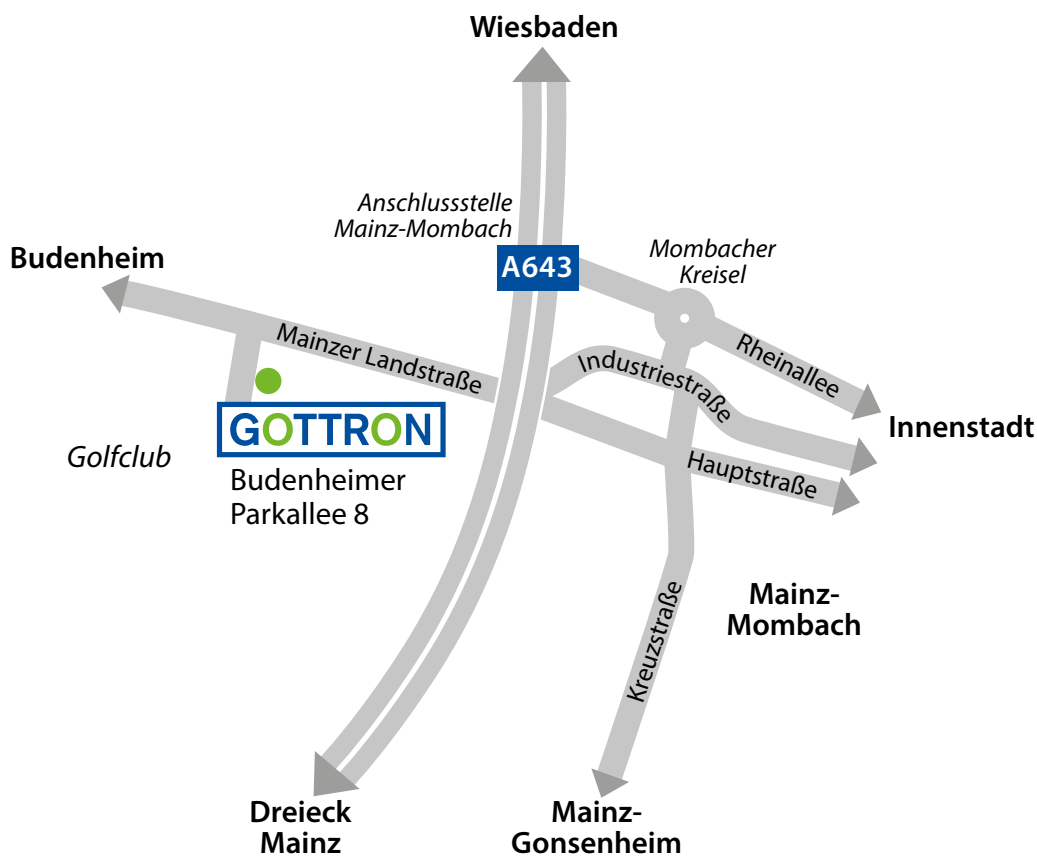 Wiesbaden
Anschlussstelle
Mainz-Mombach
A643
Mombacher
Kreisel
Budenheim
Mainzer Landstraße
Industriestraße
Rheinallee
Innenstadt
GOTTRON
Budenheimer
Parkallee 8
Golfclub
Hauptstraße
Mainz-
Mombach
Kreuzstraße
Dreieck
Mainz
Mainz-
Gonsenheim